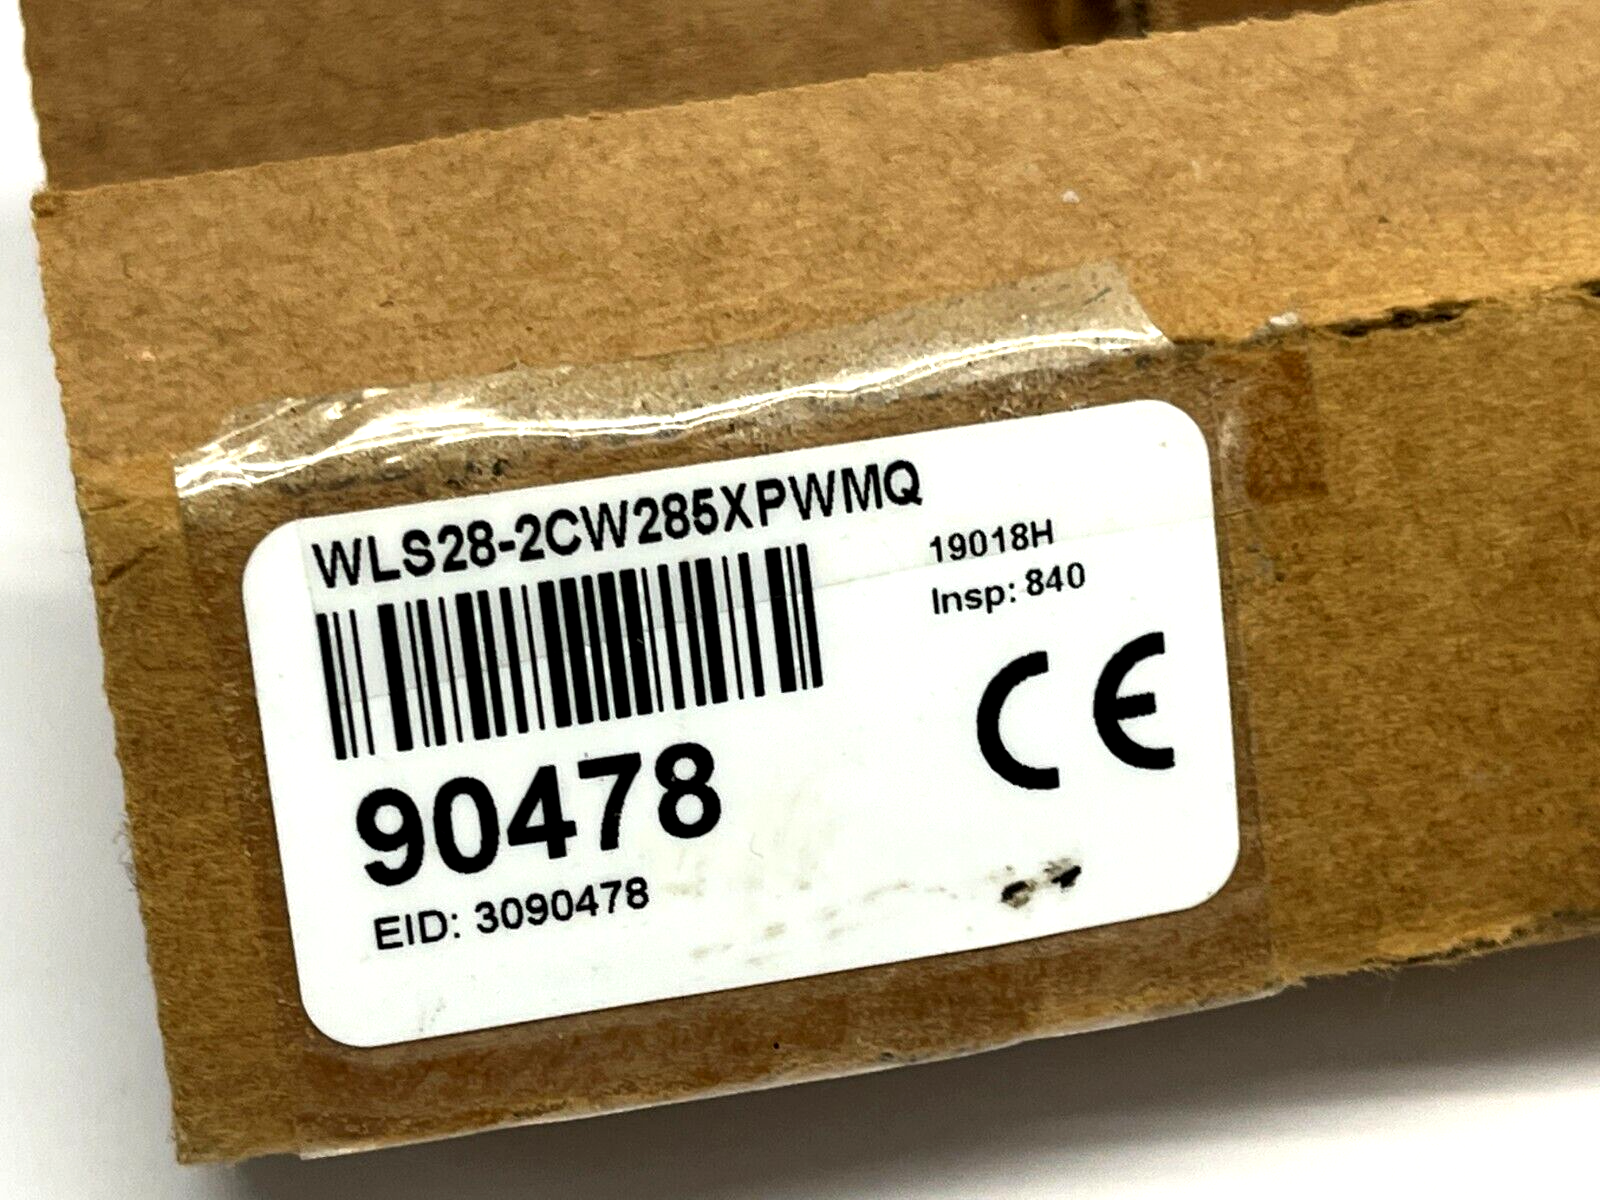 WLS28-2CW285XPWMQ
19018H
Insp: 840
CE
90478
EID: 3090478